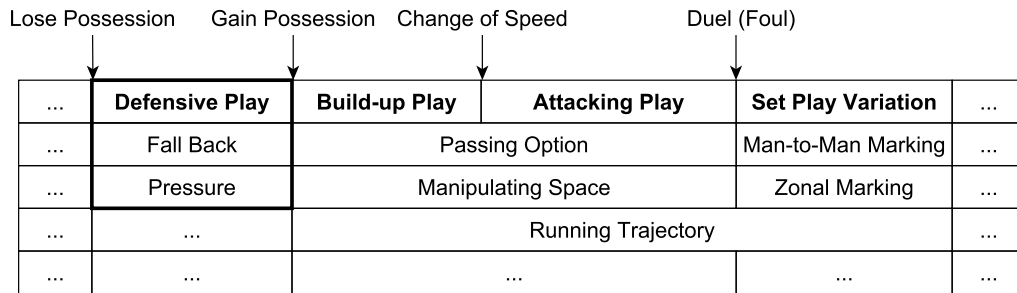 Lose Possession Gain Possession Change of Speed Duel (Foul)
... Defensive Play Build-up Play Attacking Play Set Play Variation ...
... Fall Back Passing Option Man-to-Man Marking ...
... Pressure Manipulating Space Zonal Marking ...
... ... Running Trajectory ...
... ... ... ... ...